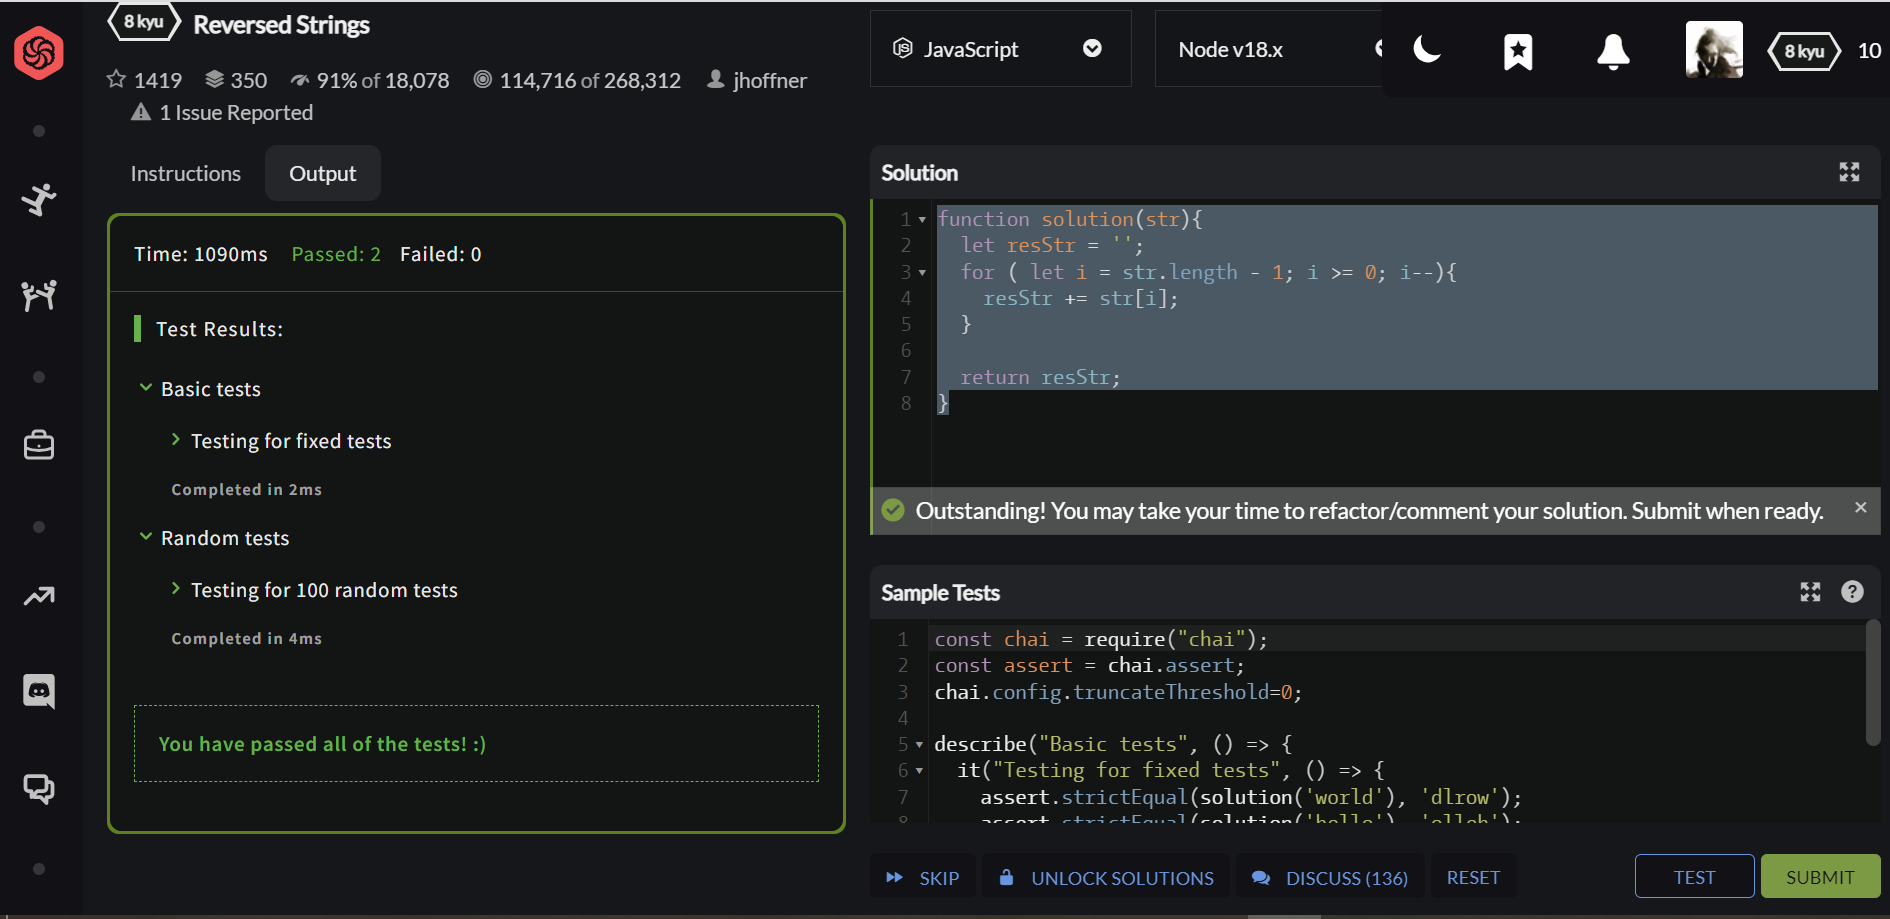 8 kyu Reversed Strings
1419 350 91% of 18,078 114,716 of 268,312 jhoffner
1 Issue Reported
Instructions
Output
Time: 1090ms Passed: 2 Failed: 0
Test Results:
Basic tests
Testing for fixed tests
Completed in 2ms
Random tests
Testing for 100 random tests
Completed in 4ms
You have passed all of the tests! :)
JavaScript
Node v18.x
8 kyu 10
Solution
1 function solution(str){
2   let resStr = '';
3   for ( let i = str.length - 1; i >= 0; i--){
4     resStr += str[i];
5   }
6
7   return resStr;
8 }
Outstanding! You may take your time to refactor/comment your solution. Submit when ready. ×
Sample Tests
1 const chai = require("chai");
2 const assert = chai.assert;
3 chai.config.truncateThreshold=0;
4
5 describe("Basic tests", () => {
6   it("Testing for fixed tests", () => {
7     assert.strictEqual(solution('world'), 'dlrow');
8     assert.strictEqual(solution('hello'), 'olleh');
SKIP
UNLOCK SOLUTIONS
DISCUSS (136)
RESET
TEST
SUBMIT